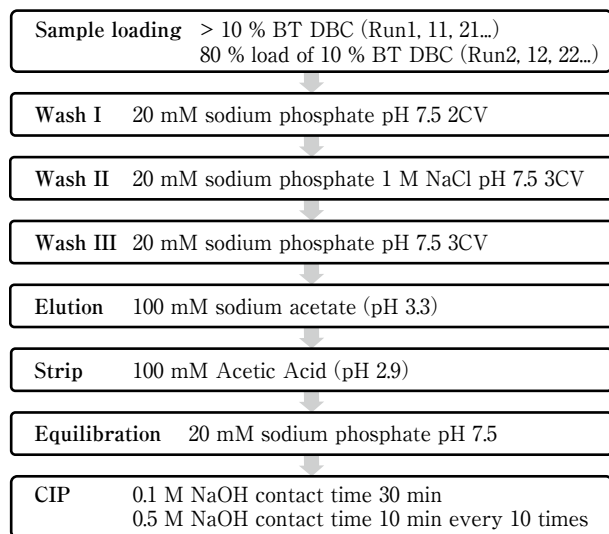 Sample loading > 10 % BT DBC (Run1, 11, 21...)
80 % load of 10 % BT DBC (Run2, 12, 22...)
Wash I 20 mM sodium phosphate pH 7.5 2CV
Wash II 20 mM sodium phosphate 1 M NaCl pH 7.5 3CV
Wash III 20 mM sodium phosphate pH 7.5 3CV
Elution 100 mM sodium acetate (pH 3.3)
Strip 100 mM Acetic Acid (pH 2.9)
Equilibration 20 mM sodium phosphate pH 7.5
CIP 0.1 M NaOH contact time 30 min
0.5 M NaOH contact time 10 min every 10 times